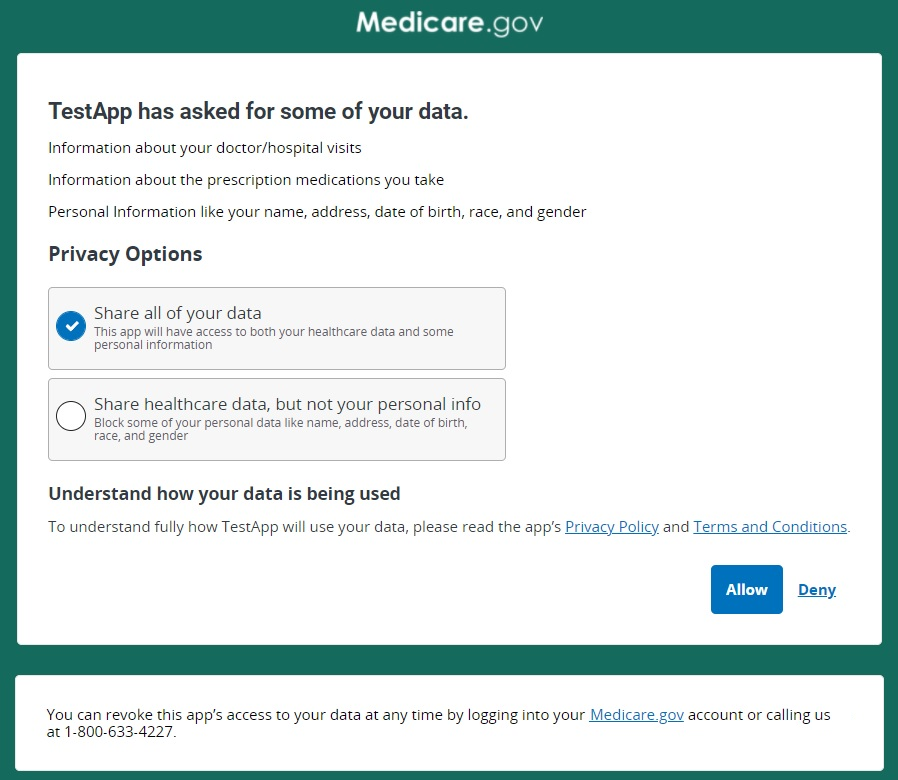 Medicare.gov
TestApp has asked for some of your data.
Information about your doctor/hospital visits
Information about the prescription medications you take
Personal Information like your name, address, date of birth, race, and gender
Privacy Options
Share all of your data
This app will have access to both your healthcare data and some
personal information
Share healthcare data, but not your personal info
Block some of your personal data like name, address, date of birth,
race, and gender
Understand how your data is being used
To understand fully how TestApp will use your data, please read the app's Privacy Policy and Terms and Conditions.
Allow Deny
You can revoke this app's access to your data at any time by logging into your Medicare.gov account or calling us
at 1-800-633-4227.